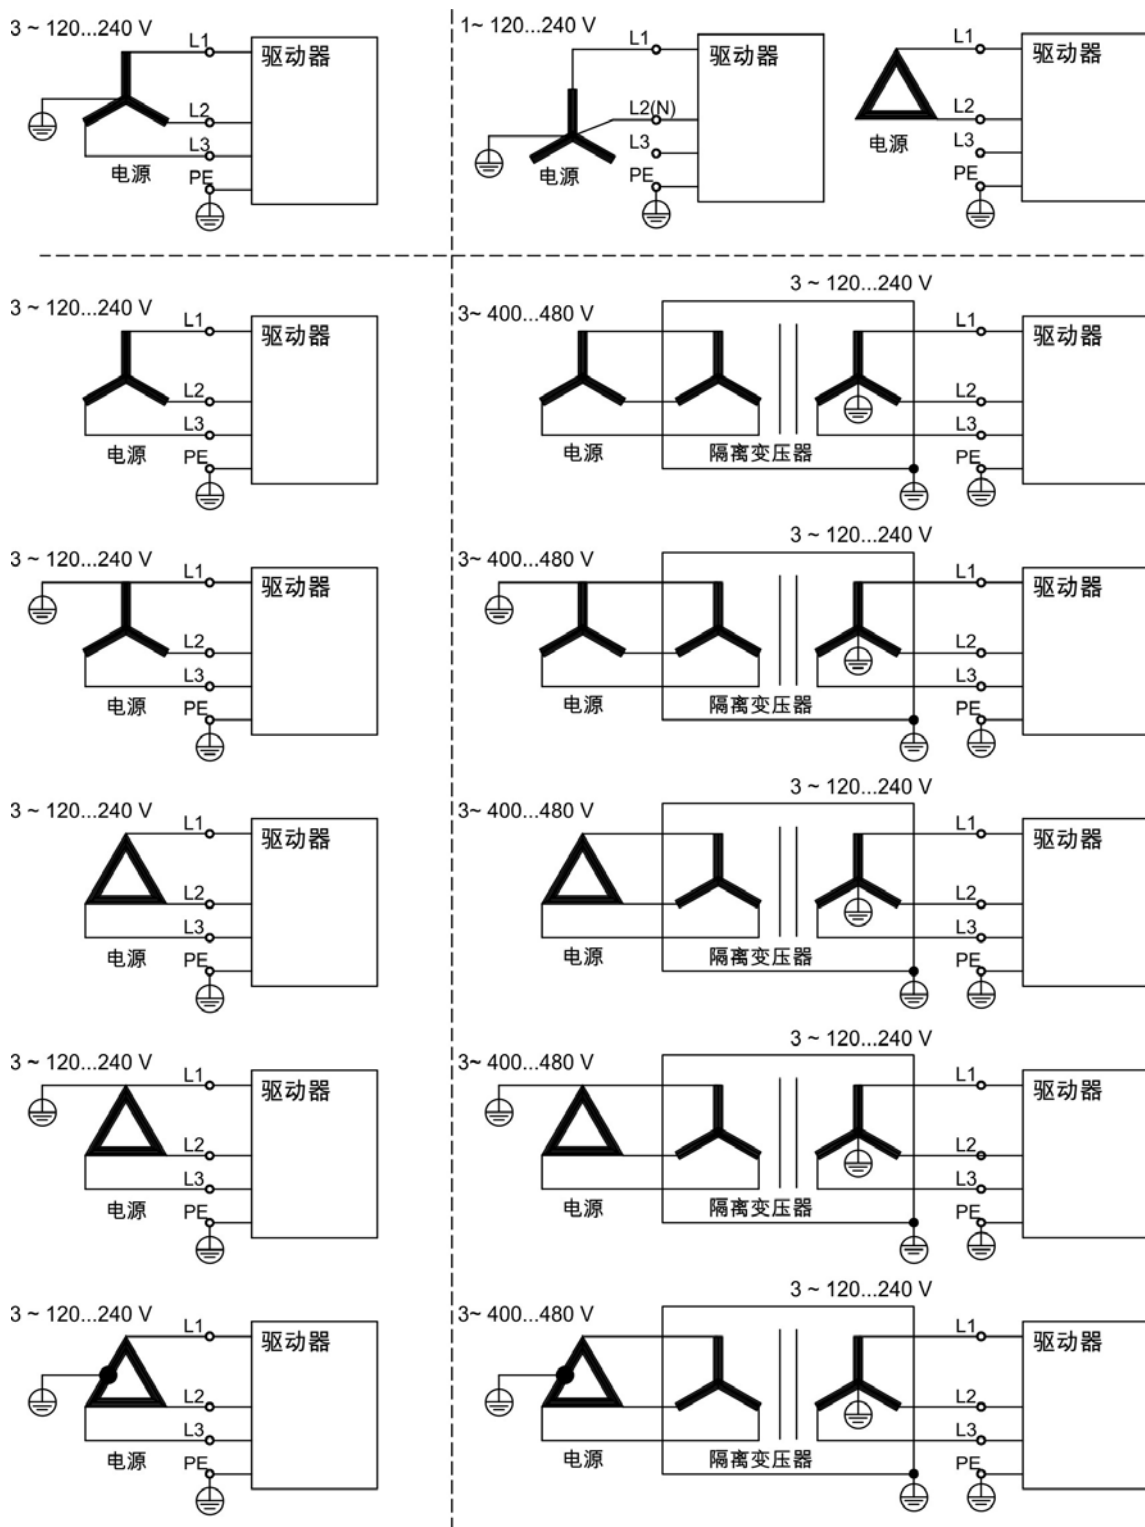 3 ~ 120...240 V
L1
驱动器
L2
L3
电源
PE
1~ 120...240 V
L1
驱动器
L2(N)
L3
电源
PE
L1
驱动器
L2
电源
L3
PE
3 ~ 120...240 V
L1
驱动器
L2
L3
电源
PE
3 ~ 120...240 V
3~ 400...480 V
L1
驱动器
L2
L3
电源
隔离变压器
PE
3 ~ 120...240 V
L1
驱动器
L2
L3
电源
PE
3 ~ 120...240 V
3~ 400...480 V
L1
驱动器
L2
L3
电源
隔离变压器
PE
3 ~ 120...240 V
L1
驱动器
L2
L3
电源
PE
3 ~ 120...240 V
3~ 400...480 V
L1
驱动器
L2
L3
电源
隔离变压器
PE
3 ~ 120...240 V
L1
驱动器
L2
L3
电源
PE
3 ~ 120...240 V
3~ 400...480 V
L1
驱动器
L2
L3
电源
隔离变压器
PE
3 ~ 120...240 V
L1
驱动器
L2
L3
电源
PE
3 ~ 120...240 V
3~ 400...480 V
L1
驱动器
L2
L3
电源
隔离变压器
PE